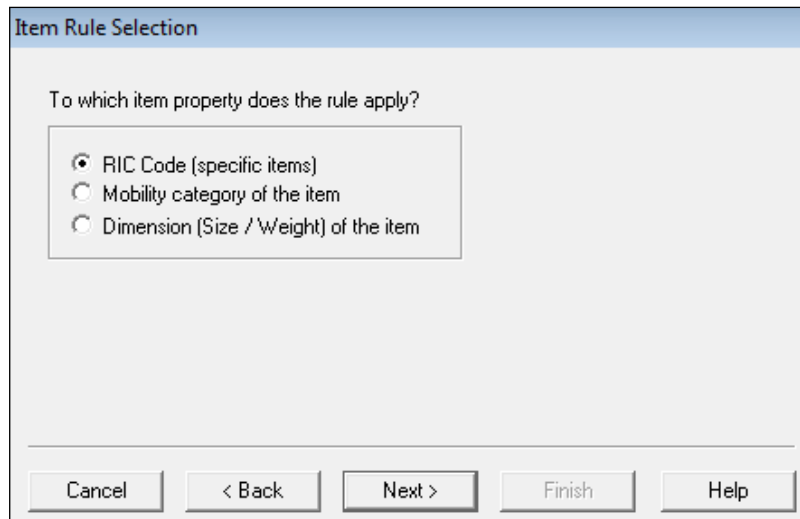 Item Rule Selection
To which item property does the rule apply?
RIC Code (specific items)
Mobility category of the item
Dimension (Size / Weight) of the item
Cancel
< Back
Next >
Finish
Help